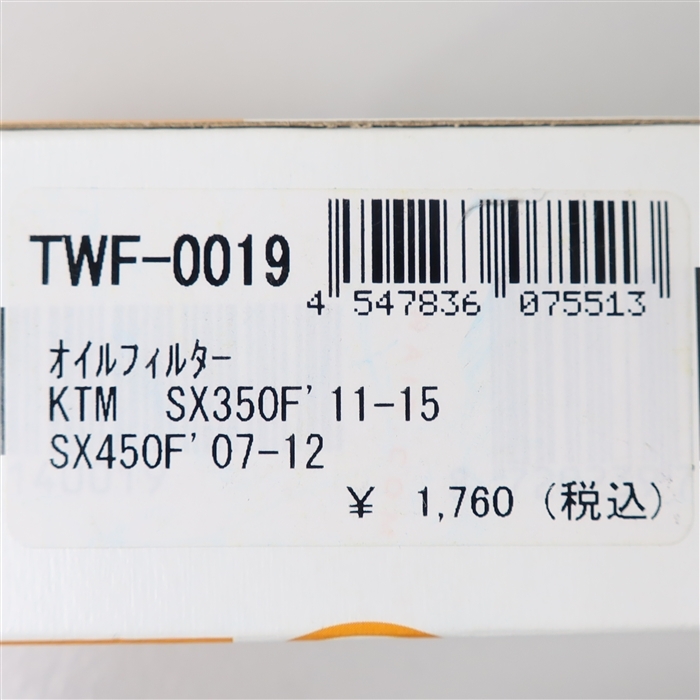 TWF-0019
4 547836 075513
ｵｲﾙﾌｨﾙﾀｰ
KTM SX350F'11-15
SX450F'07-12
¥ 1,760 (税込)